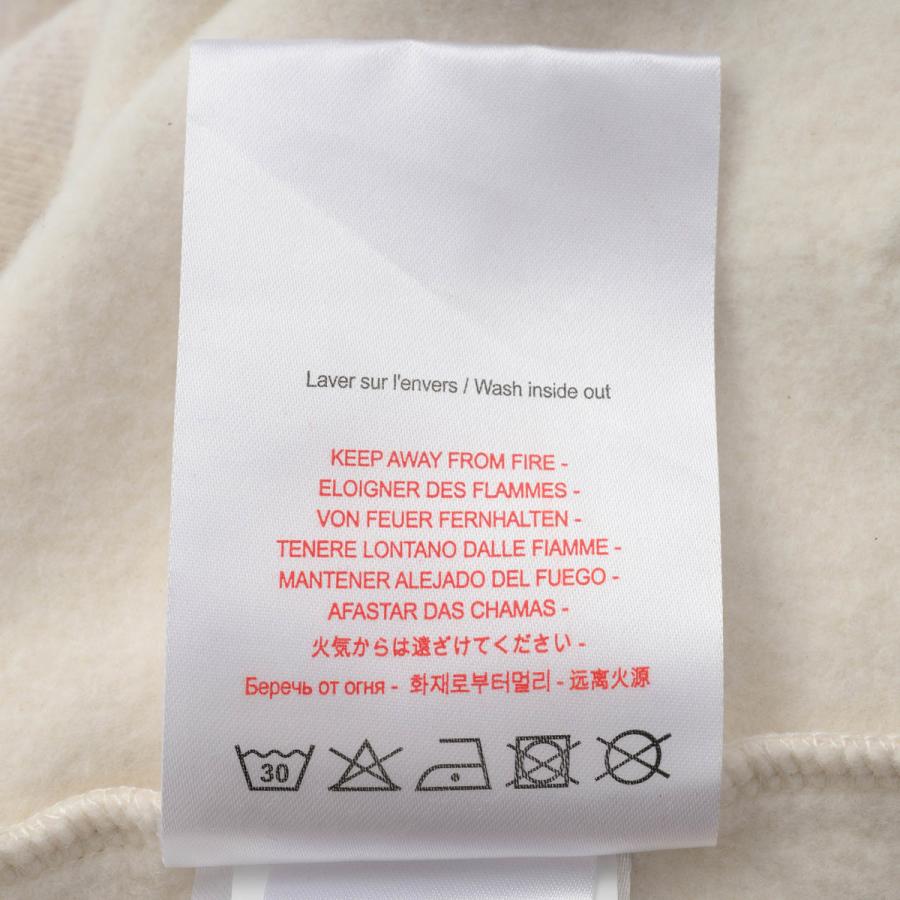 Laver sur l'envers / Wash inside out
KEEP AWAY FROM FIRE -
ELOIGNER DES FLAMMES -
VON FEUER FERNHALTEN -
TENERE LONTANO DALLE FIAMME -
MANTENER ALEJADO DEL FUEGO -
AFASTAR DAS CHAMAS -
火気からは遠ざけてください -
Беречь от огня - 화재로부터멀리 - 远离火源
30